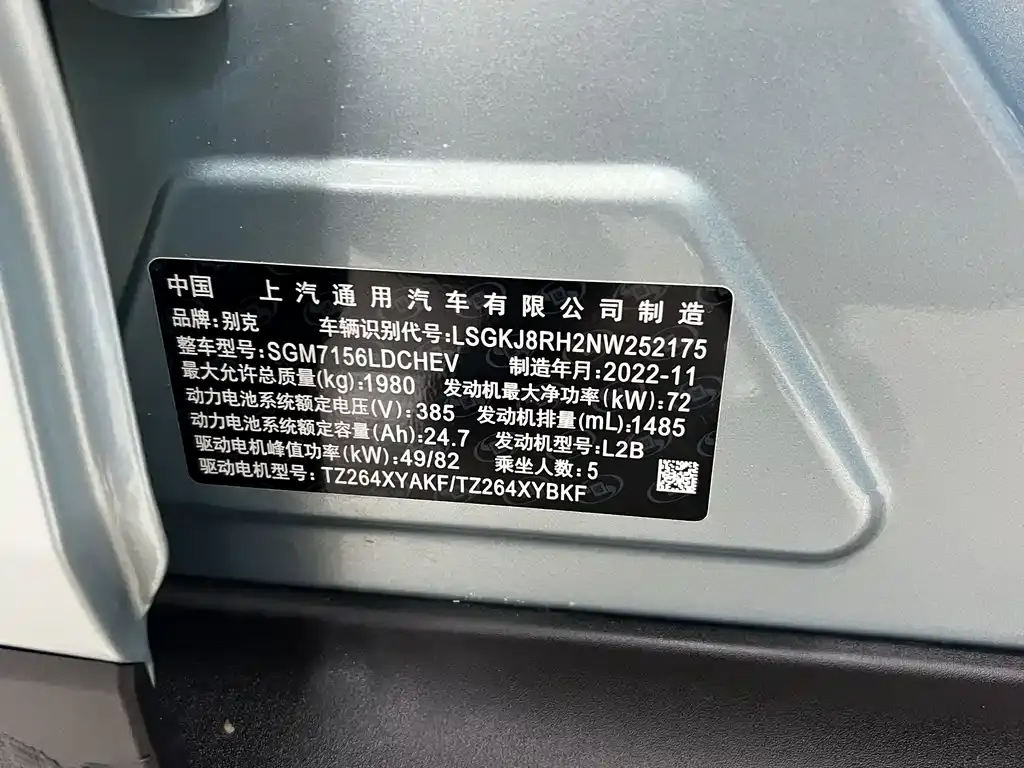 中国 上汽通用汽车有限公司制造
品牌:别克 车辆识别代号:LSGKJ8RH2NW252175
整车型号:SGM7156LDCHEV 制造年月:2022-11
最大允许总质量(kg):1980 发动机最大净功率(kW):72
动力电池系统额定电压(V):385 发动机排量(mL):1485
动力电池系统额定容量(Ah):24.7 发动机型号:L2B
驱动电机峰值功率(kW):49/82 乘坐人数:5
驱动电机型号:TZ264XYAKF/TZ264XYBKF